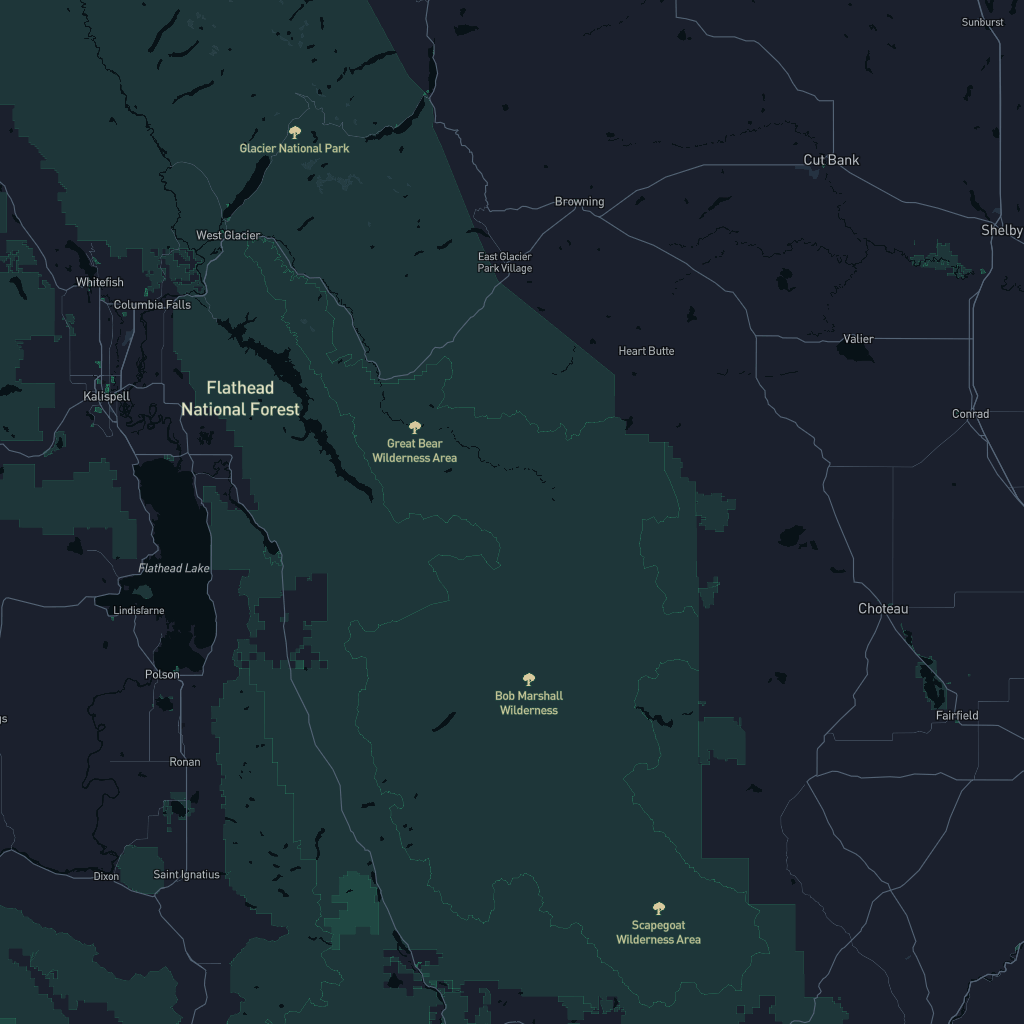 Sunburst
Glacier National Park
Cut Bank
Browning
Shelby
West Glacier
East Glacier
Park Village
Whitefish
Columbia Falls
Välier
Heart Butte
Flathead
National Forest
Kalispell
Conrad
Great Bear
Wilderness Area
Flathead Lake
Lindisfarne
Choteau
Polson
Bob Marshall
Wilderness
gs
Fairfield
Ronan
Dixon
Saint Ignatius
Scapegoat
Wilderness Area